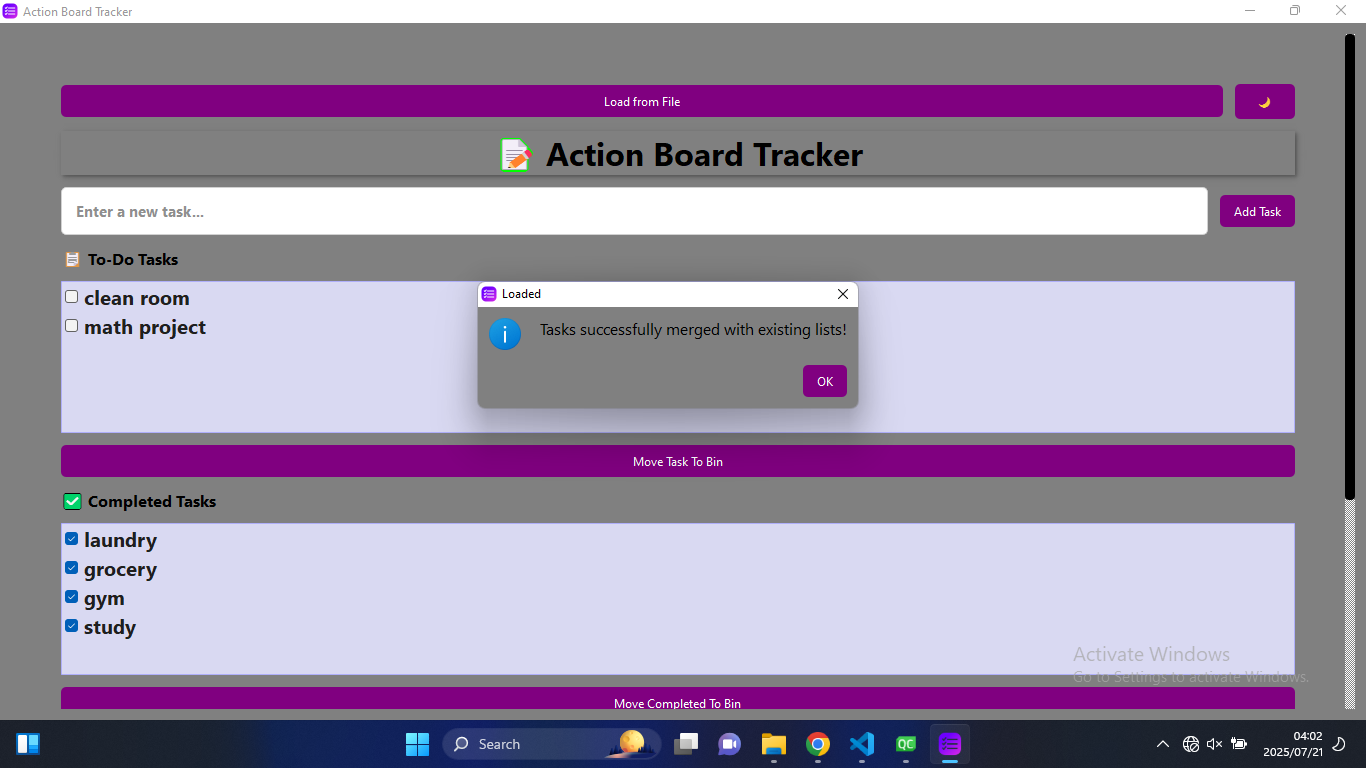 Action Board Tracker
Load from File
Action Board Tracker
Enter a new task...
Add Task
To-Do Tasks
clean room
math project
Loaded
Tasks successfully merged with existing lists!
OK
Move Task To Bin
Completed Tasks
laundry
grocery
gym
study
Activate Windows
Go to Settings to activate Windows.
Move Completed To Bin
Search
QC
04:02
2025/07/21